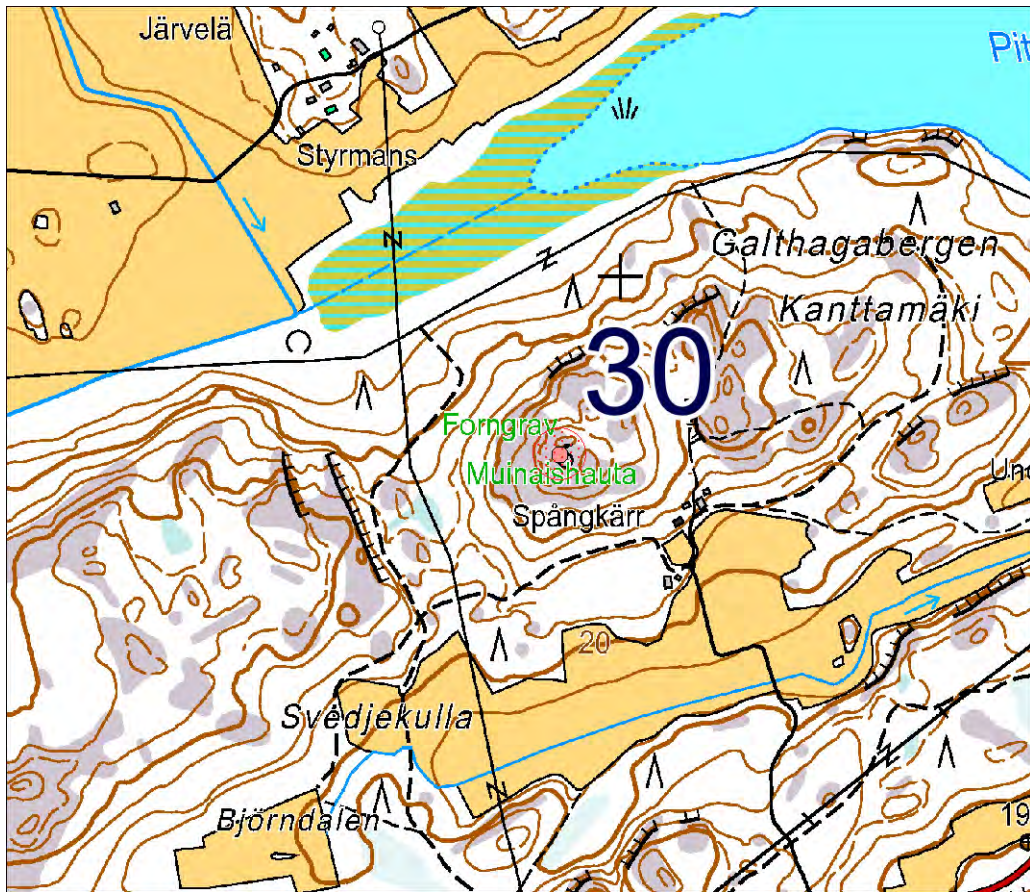 Järvelä
Pit
Styrmans
Galthagabergen
Kanttamäki
30
Forngrav
Muinaishauta
Und
Spångkärr
20
Svedjekulla
Björndalen
19